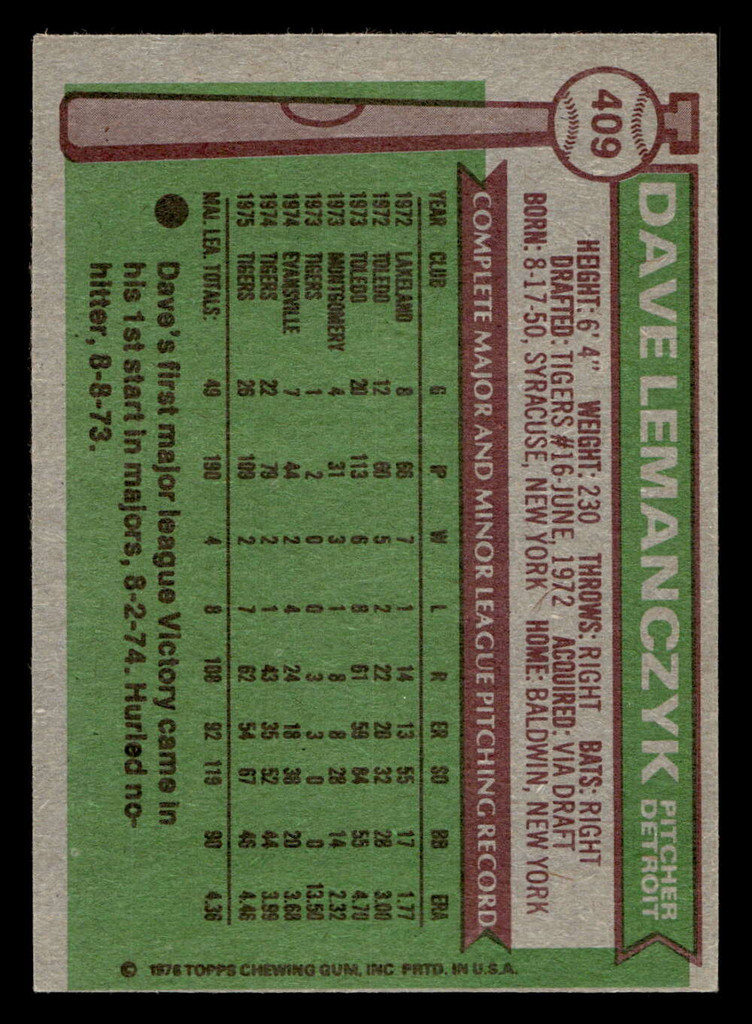 409
DAVE LEMANCZYK PITCHER
DETROIT
HEIGHT: 6' 4" WEIGHT: 230 THROWS: RIGHT BATS: RIGHT
DRAFTED: TIGERS #16-JUNE, 1972 ACQUIRED: VIA DRAFT
BORN: 8-17-50, SYRACUSE, NEW YORK HOME: BALDWIN, NEW YORK
COMPLETE MAJOR AND MINOR LEAGUE PITCHING RECORD
YEAR CLUB G IP W L R ER SO BB ERA
1972 LAKELAND 8 66 7 1 14 13 55 17 1.77
1972 TOLEDO 12 60 5 2 22 20 32 28 3.00
1973 TOLEDO 20 113 6 8 61 59 84 55 4.70
1973 MONTGOMERY 4 31 3 1 8 8 28 14 2.32
1973 TIGERS 1 2 0 0 3 3 0 0 13.50
1974 EVANSVILLE 7 44 2 4 24 18 38 20 3.68
1974 TIGERS 22 79 2 1 43 35 52 44 3.99
1975 TIGERS 26 109 2 7 62 54 67 46 4.46
MAJ. LEA. TOTALS: 49 190 4 8 108 92 119 90 4.36
Dave's first major league Victory came in
his 1st start in majors, 8-2-74. Hurled no-
hitter, 8-8-73.
© 1976 TOPPS CHEWING GUM, INC. PRTD. IN U.S.A.